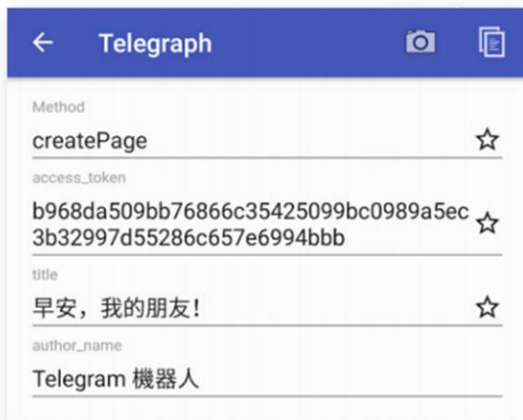 Telegraph
Method
createPage
access_token
b968da509bb76866c35425099bc0989a5ec
3b32997d55286c657e6994bbb
title
早安，我的朋友！
author_name
Telegram 機器人